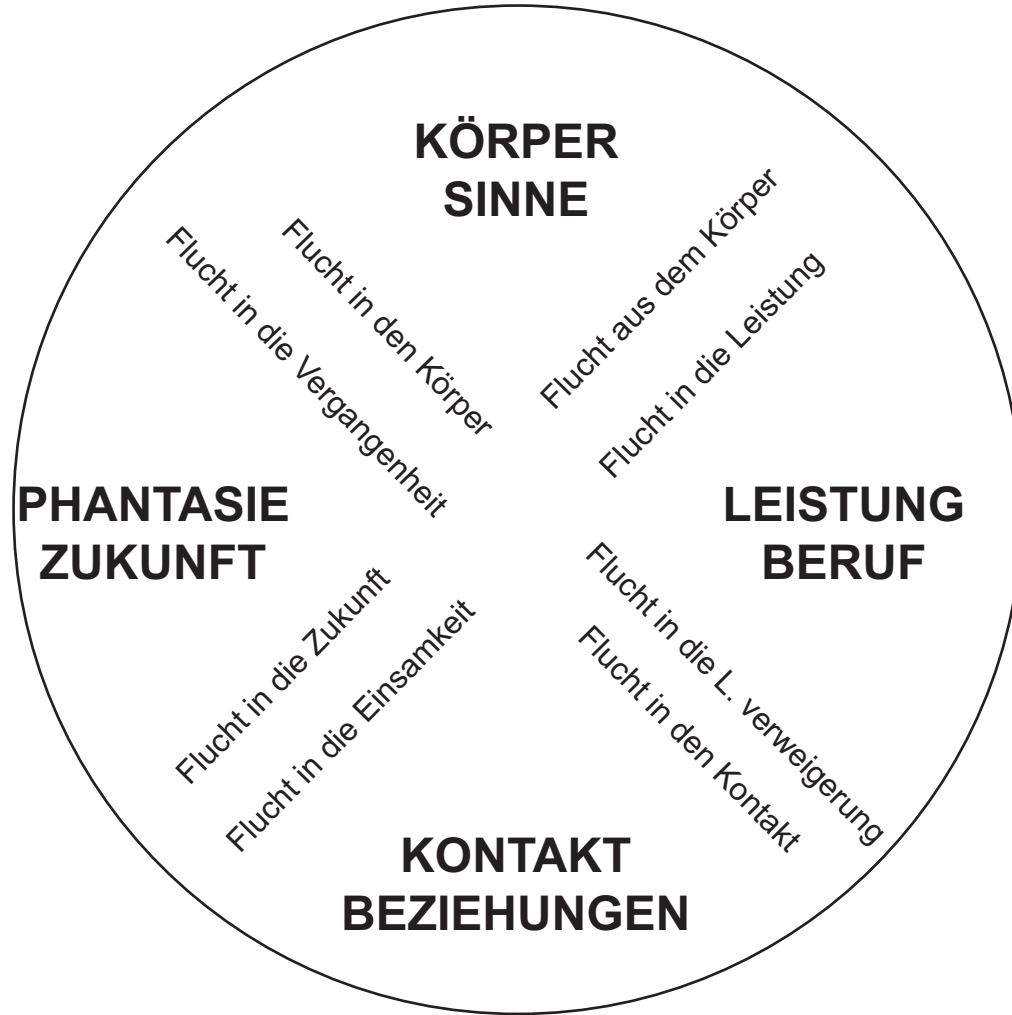 KÖRPER
SINNE
Flucht in die Vergangenheit
Flucht in den Körper
Flucht aus dem Körper
Flucht in die Leistung
PHANTASIE
ZUKUNFT
LEISTUNG
BERUF
Flucht in die Zukunft
Flucht in die Einsamkeit
Flucht in die L. verweigerung
Flucht in den Kontakt
KONTAKT
BEZIEHUNGEN